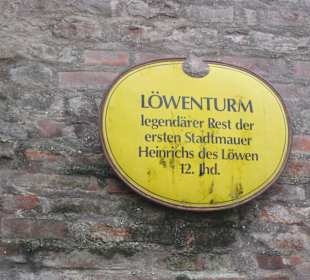 LÖWENTURM
legendärer Rest der
ersten Stadtmauer
Heinrichs des Löwen
12. Jhd.